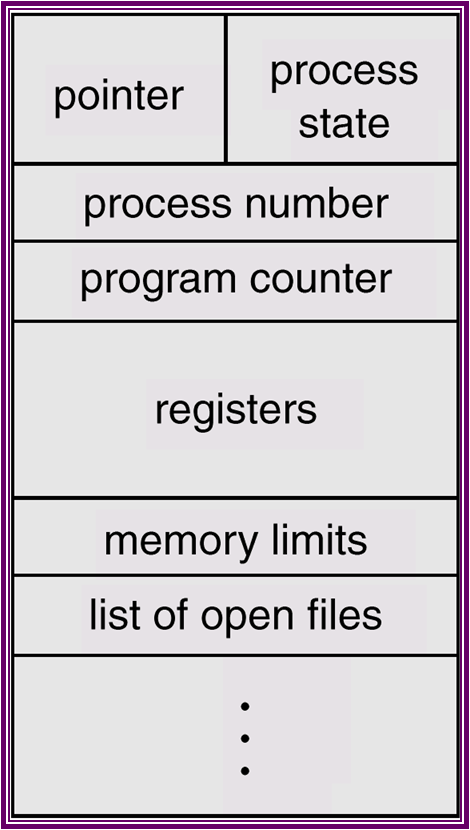 pointer
process
state
process number
program counter
registers
memory limits
list of open files